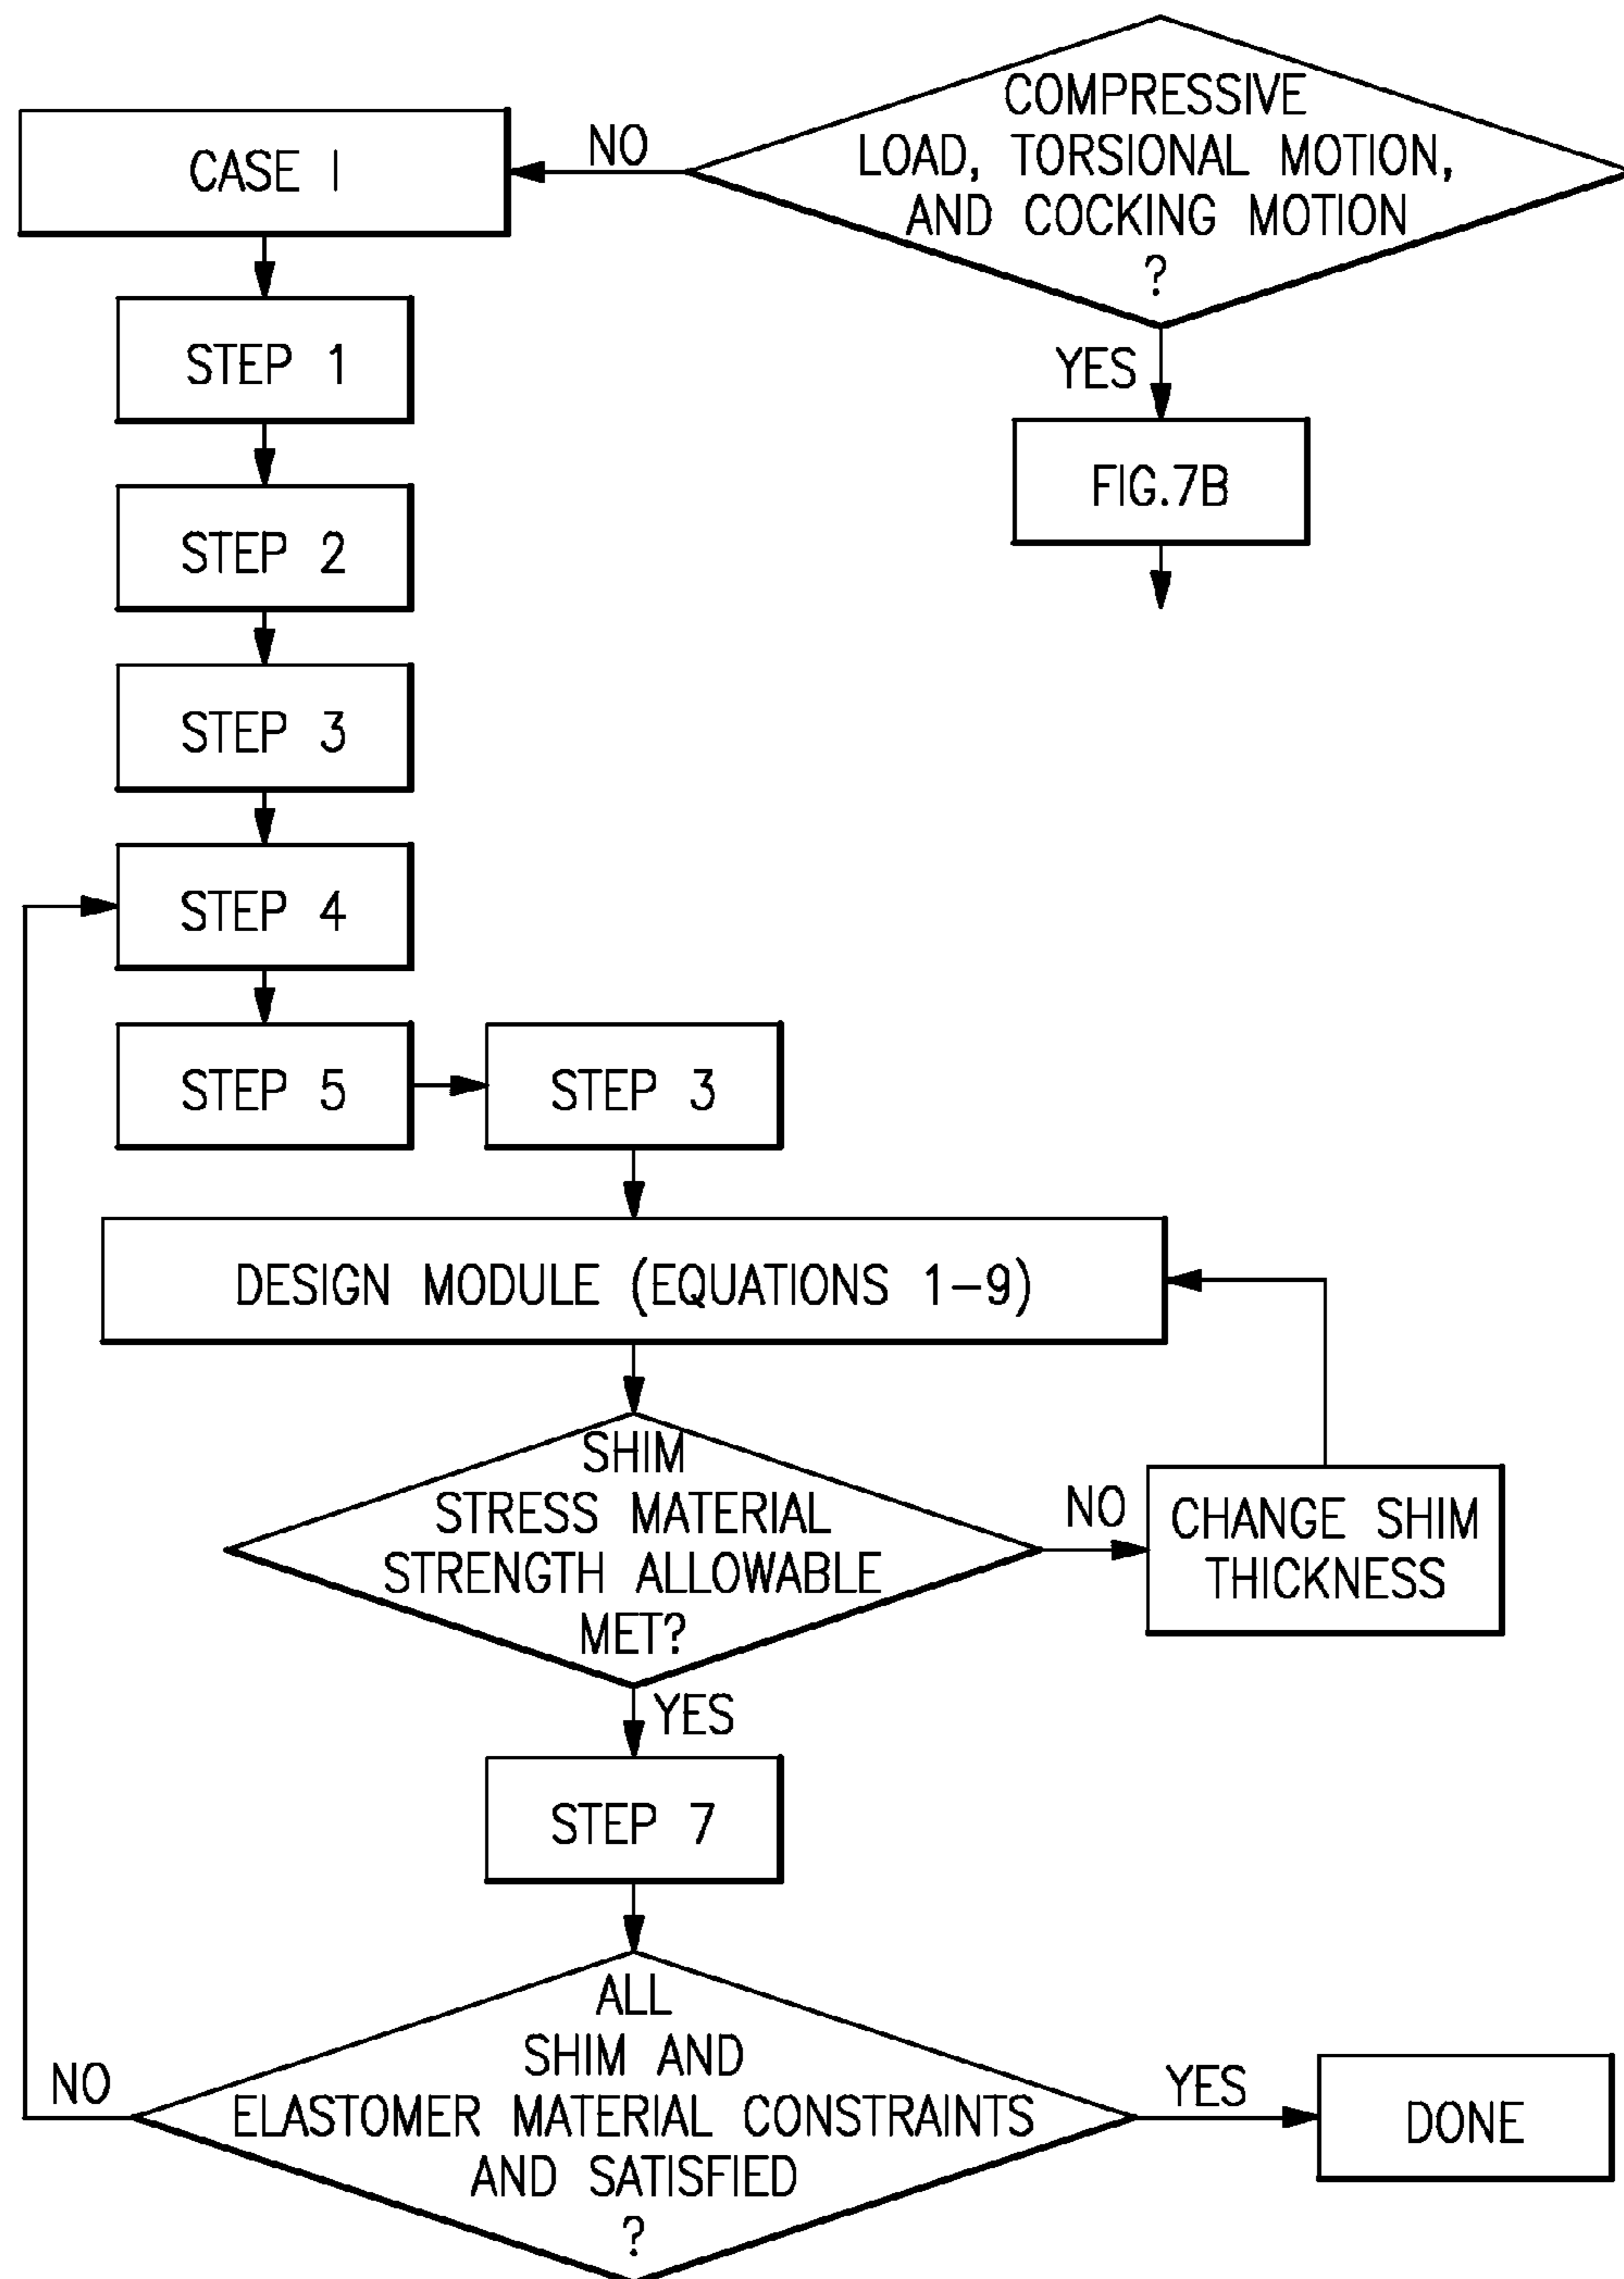 COMPRESSIVE
LOAD, TORSIONAL MOTION,
AND COCKING MOTION
?
NO
CASE I
YES
FIG.7B
STEP 1
STEP 2
STEP 3
STEP 4
STEP 5
STEP 3
DESIGN MODULE (EQUATIONS 1-9)
SHIM
STRESS MATERIAL
STRENGTH ALLOWABLE
MET?
NO
CHANGE SHIM
THICKNESS
YES
STEP 7
ALL
SHIM AND
ELASTOMER MATERIAL CONSTRAINTS
AND SATISFIED
?
NO
YES
DONE